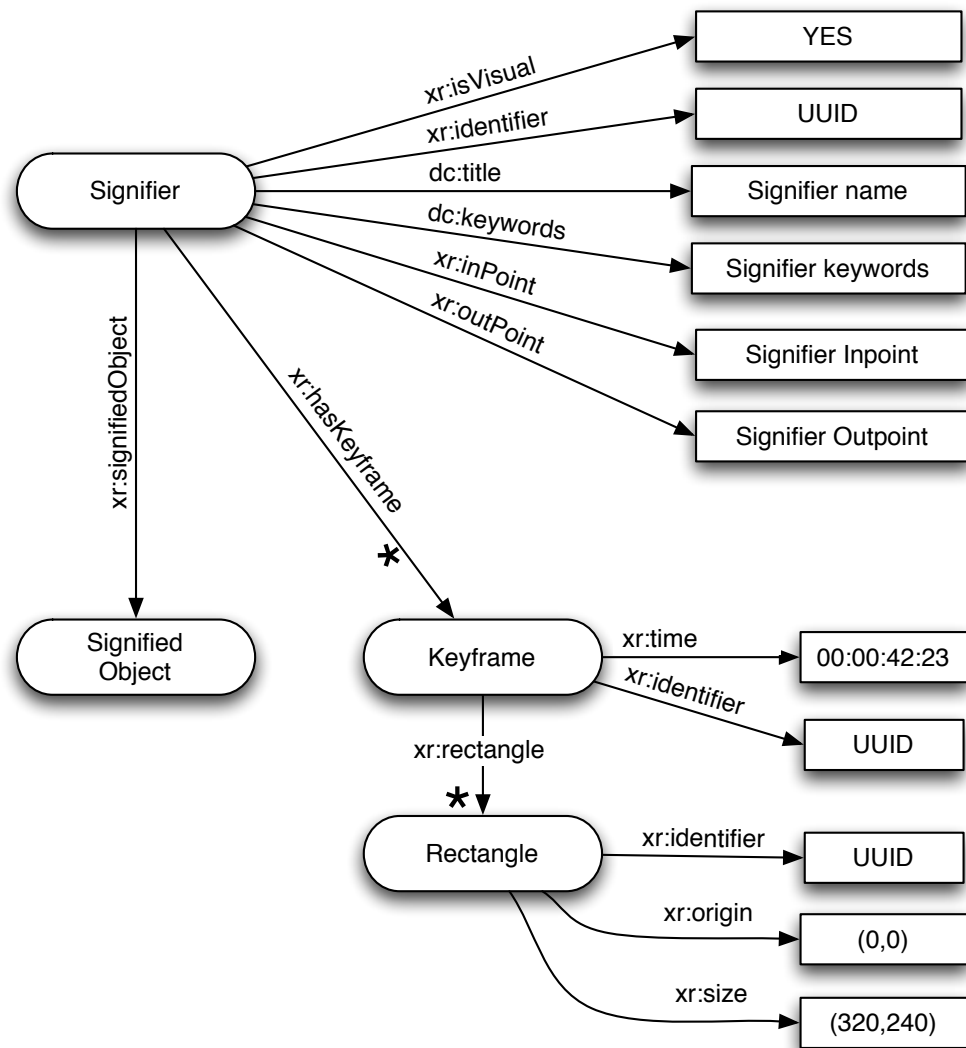 YES
xr:isVisual
xr:identifier
UUID
Signifier
dc:title
Signifier name
dc:keywords
Signifier keywords
xr:inPoint
Signifier Inpoint
xr:outPoint
Signifier Outpoint
xr:signifiedObject
xr:hasKeyframe
*
Signified
Object
Keyframe
xr:time
00:00:42:23
xr:identifier
UUID
xr:rectangle
*
Rectangle
xr:identifier
UUID
xr:origin
(0,0)
xr:size
(320,240)